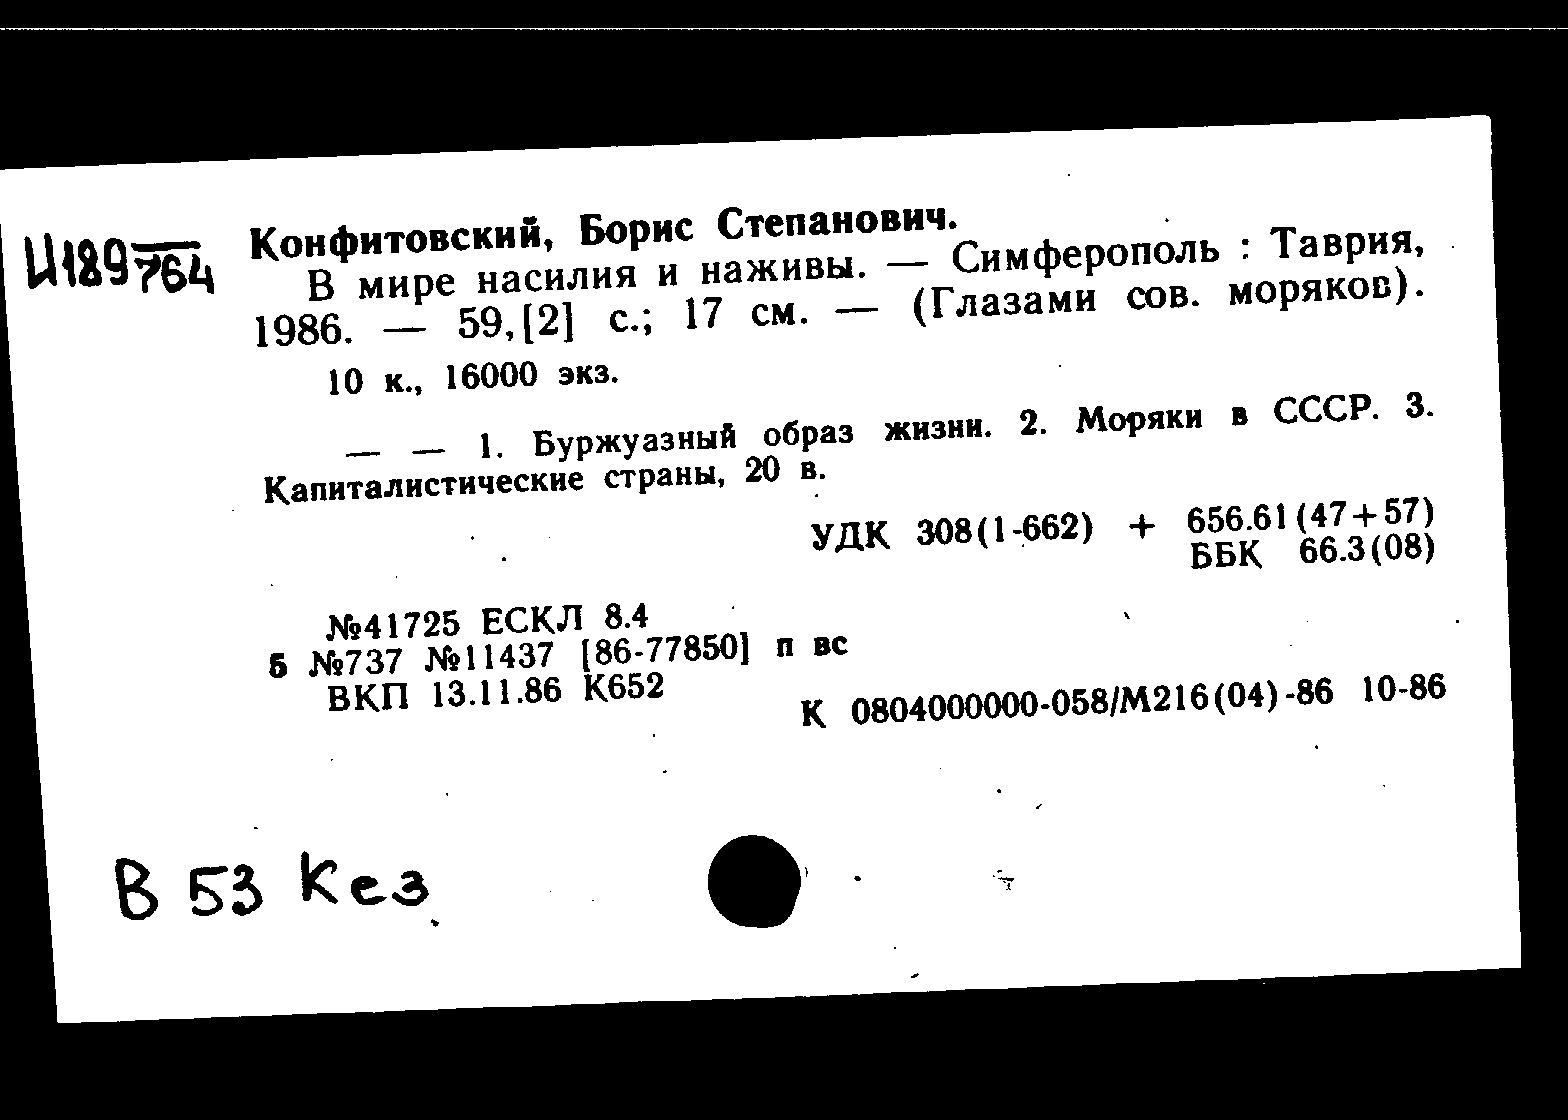 И189/764
Конфитовский, Борис Степанович.
В мире насилия и наживы. — Симферополь : Таврия,
1986. — 59,[2] с.; 17 см. — (Глазами сов. моряков).
10 к., 16000 экз.
— — 1. Буржуазный образ жизни. 2. Моряки в СССР. 3.
Капиталистические страны, 20 в.
УДК 308(1-662) + 656.61(47+57)
ББК 66.3(08)
№41725 ЕСКЛ 8.4
5 №737 №11437 [86-77850] п вс
ВКП 13.11.86 К652
К 0804000000-058/М216(04)-86 10-86
В 53 Кез